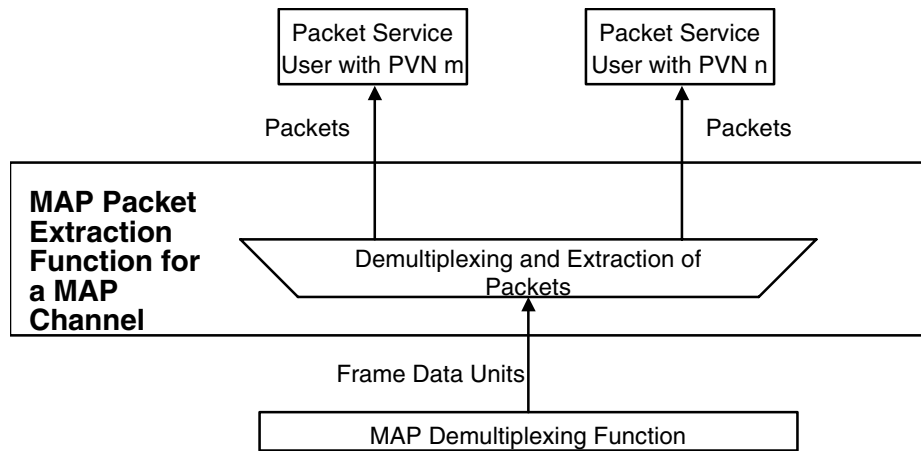 Packet Service
User with PVN m
Packet Service
User with PVN n
Packets
Packets
MAP Packet
Extraction
Function for
a MAP
Channel
Demultiplexing and Extraction of
Packets
Frame Data Units
MAP Demultiplexing Function